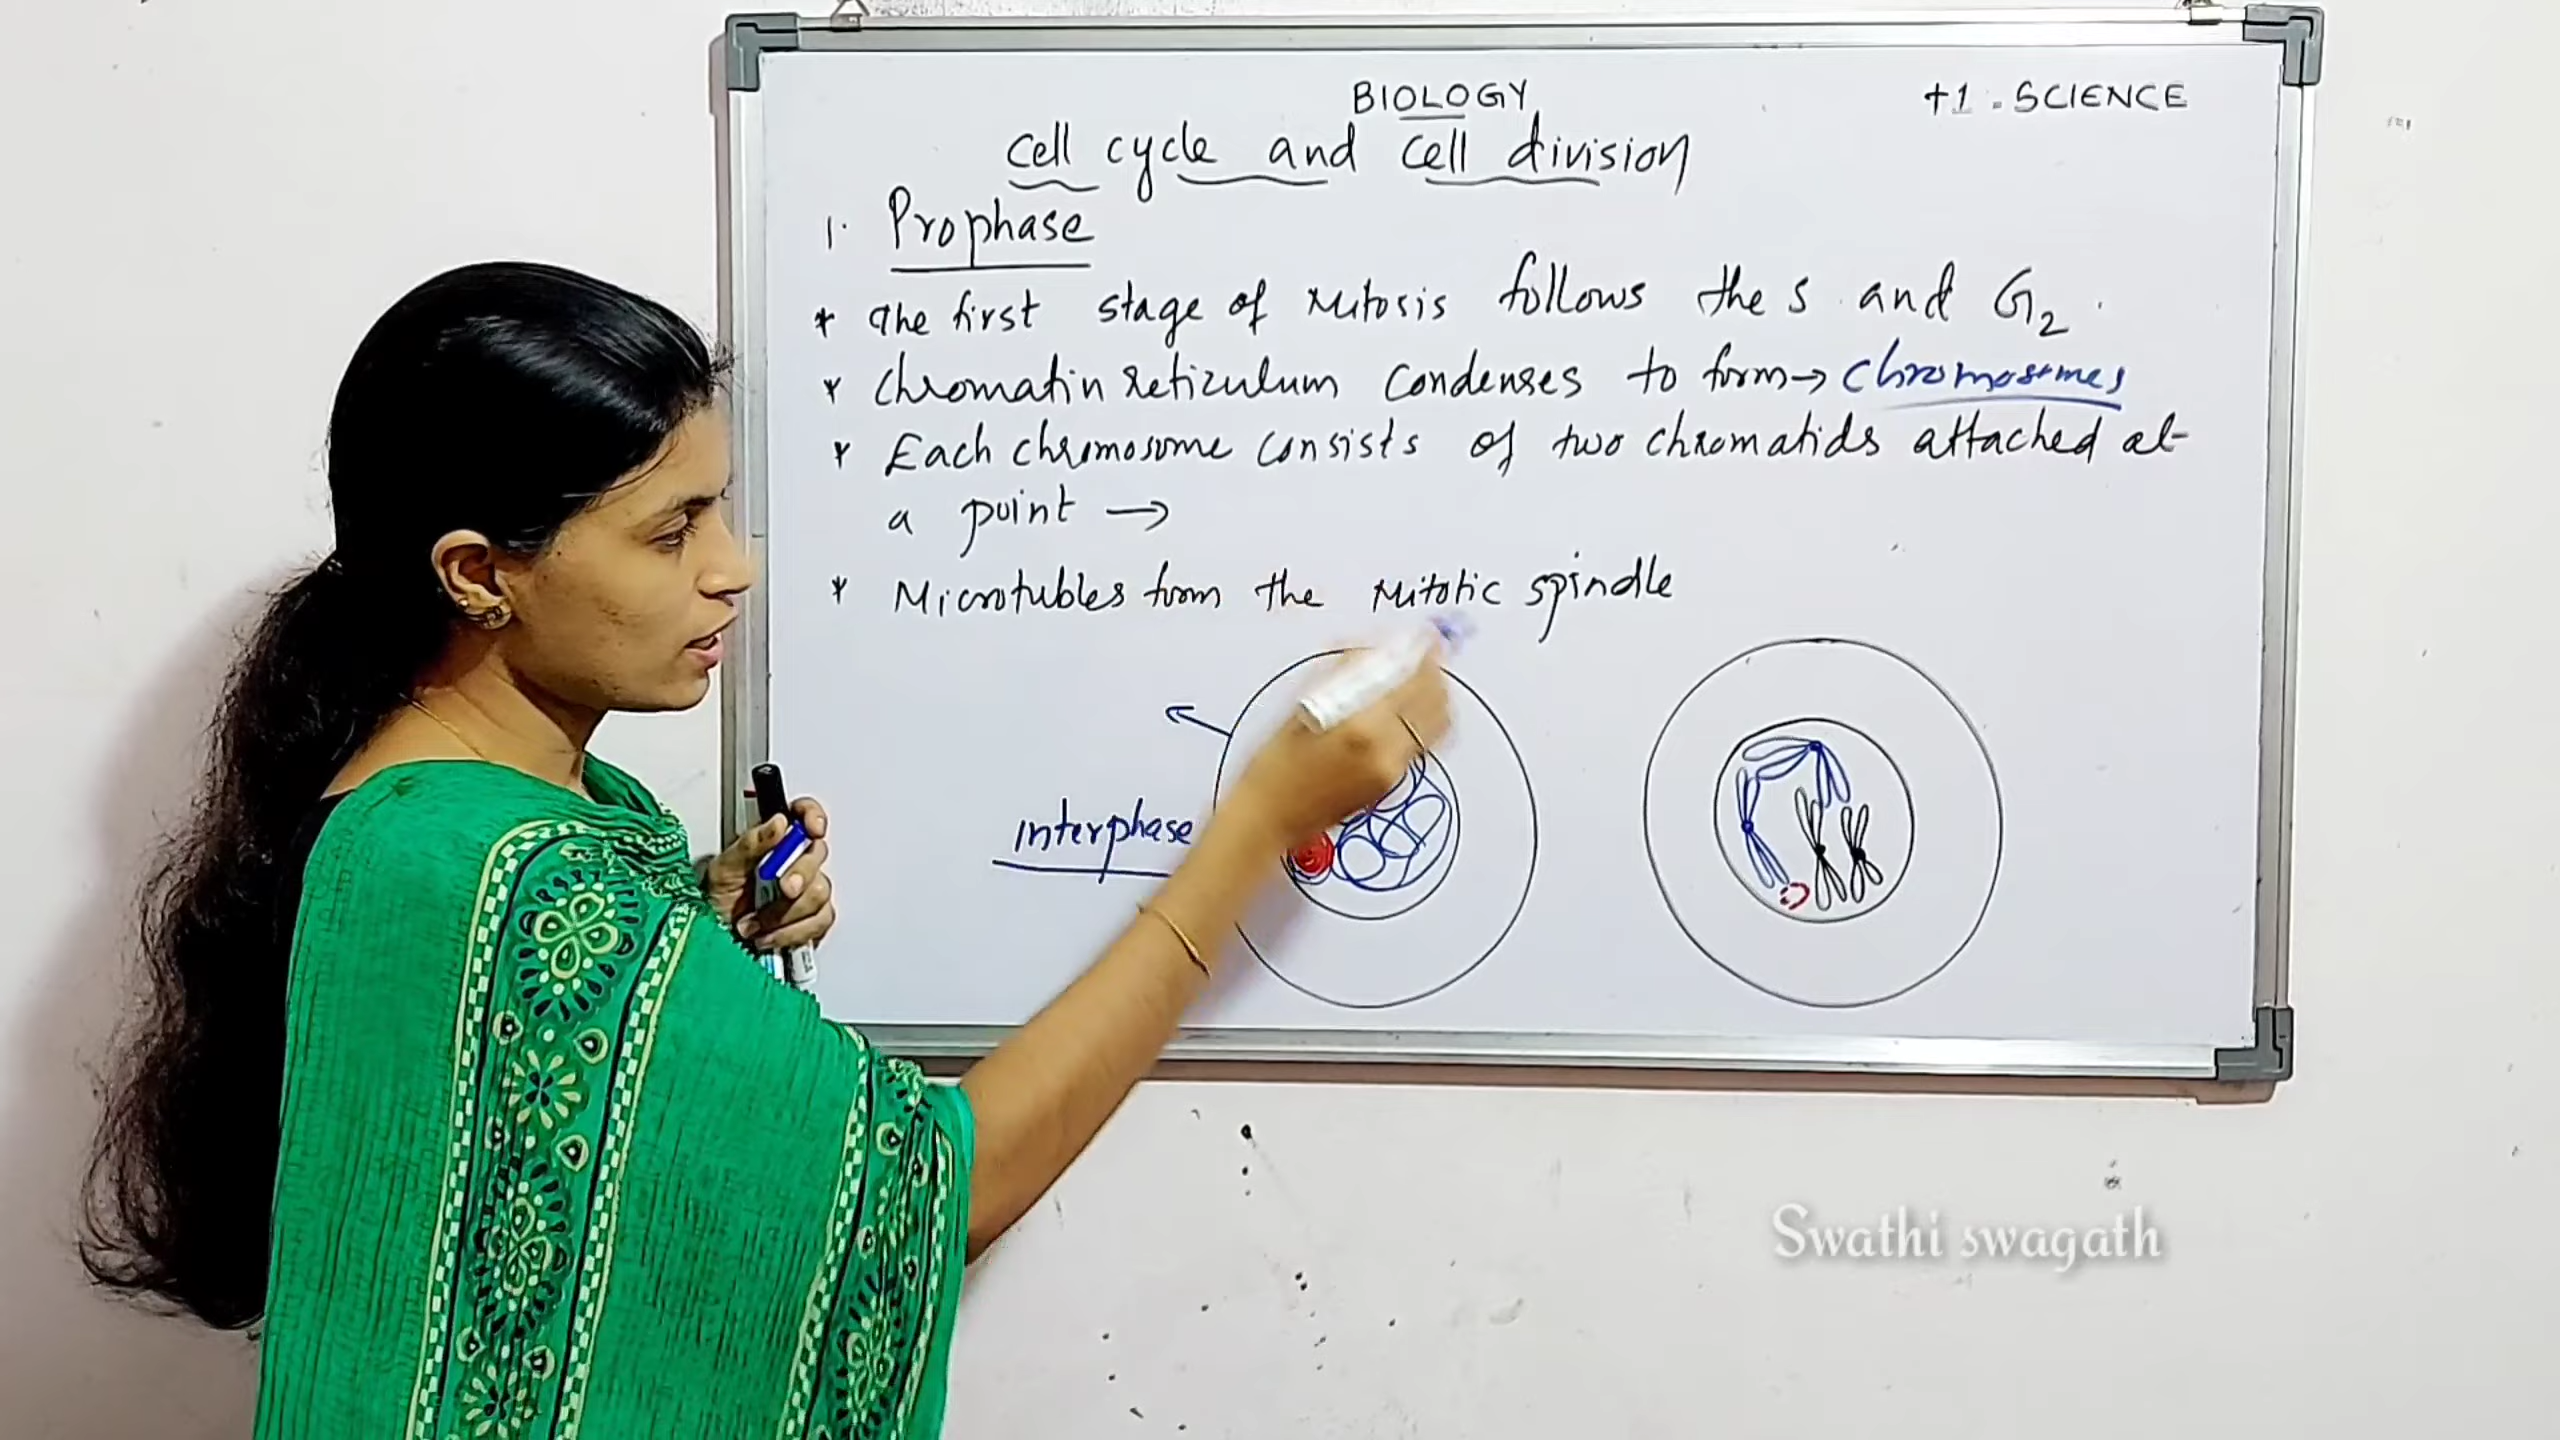 BIOLOGY
+1 - SCIENCE
Cell cycle and Cell division
1. Prophase
* The first stage of Mitosis follows the S and G2.
* Chromatin reticulum Condenses to form → Chromosomes
* Each chromosome consists of two chromatids attached at
a point →
* Microtubles form the Mitotic spindle
interphase
Swathi swagath